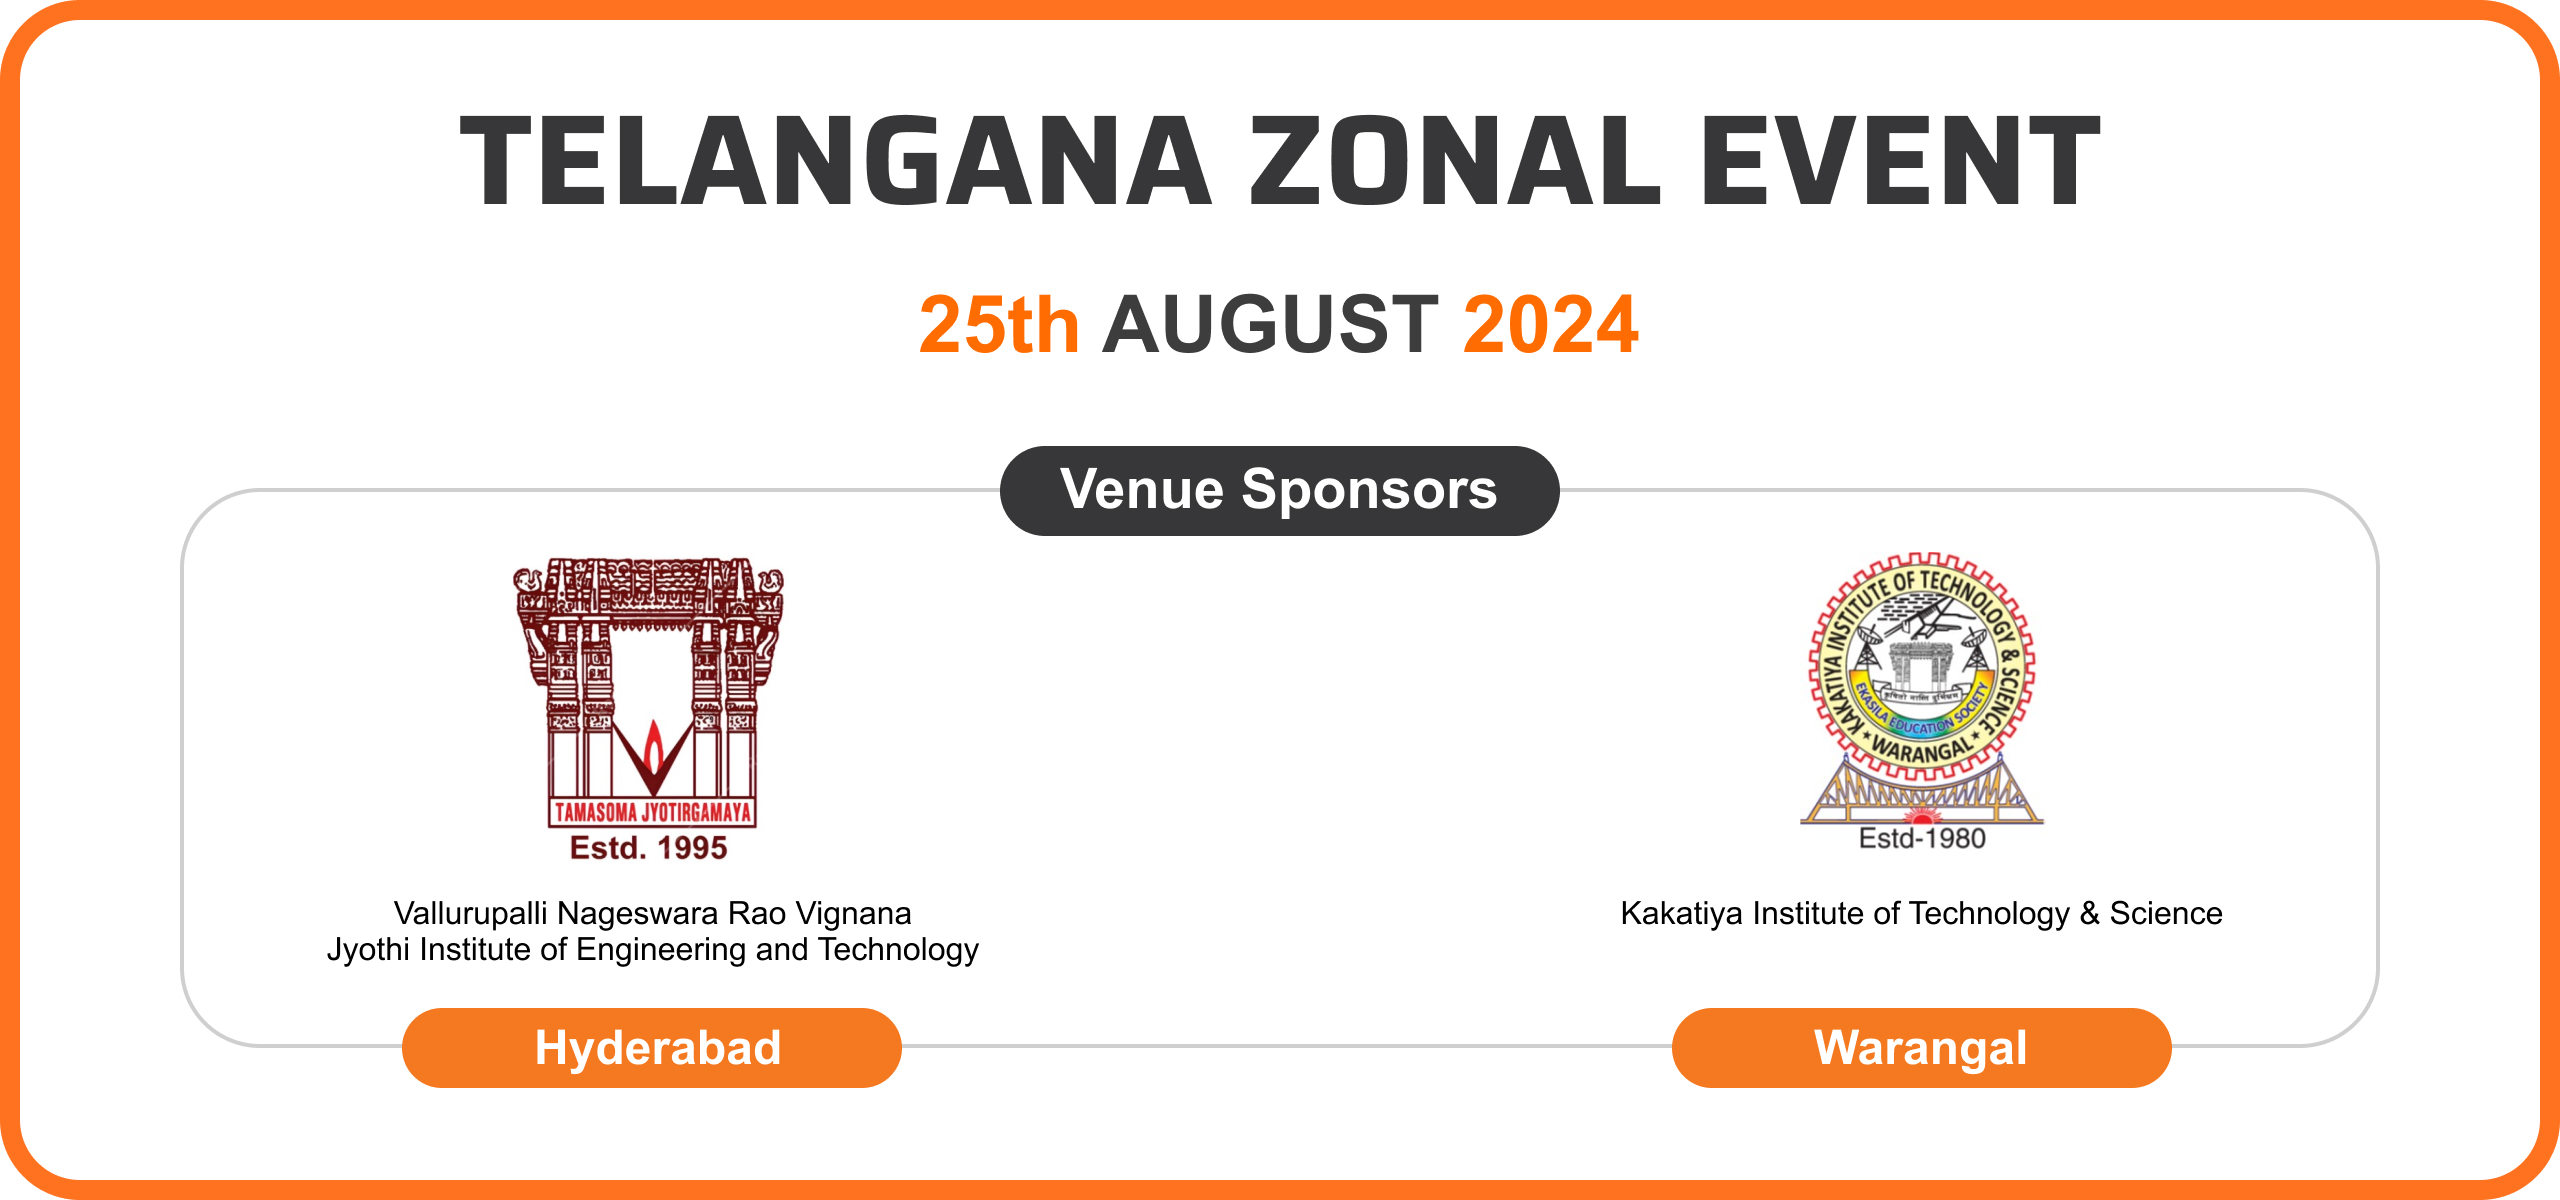 TELANGANA ZONAL EVENT
25th AUGUST 2024
Venue Sponsors
TAMASOMA JYOTIRGAMAYA
Estd. 1995
Vallurupalli Nageswara Rao Vignana
Jyothi Institute of Engineering and Technology
Hyderabad
KAKATIYA INSTITUTE OF TECHNOLOGY & SCIENCE
★ WARANGAL ★
EKASILA EDUCATION SOCIETY
Estd-1980
Kakatiya Institute of Technology & Science
Warangal